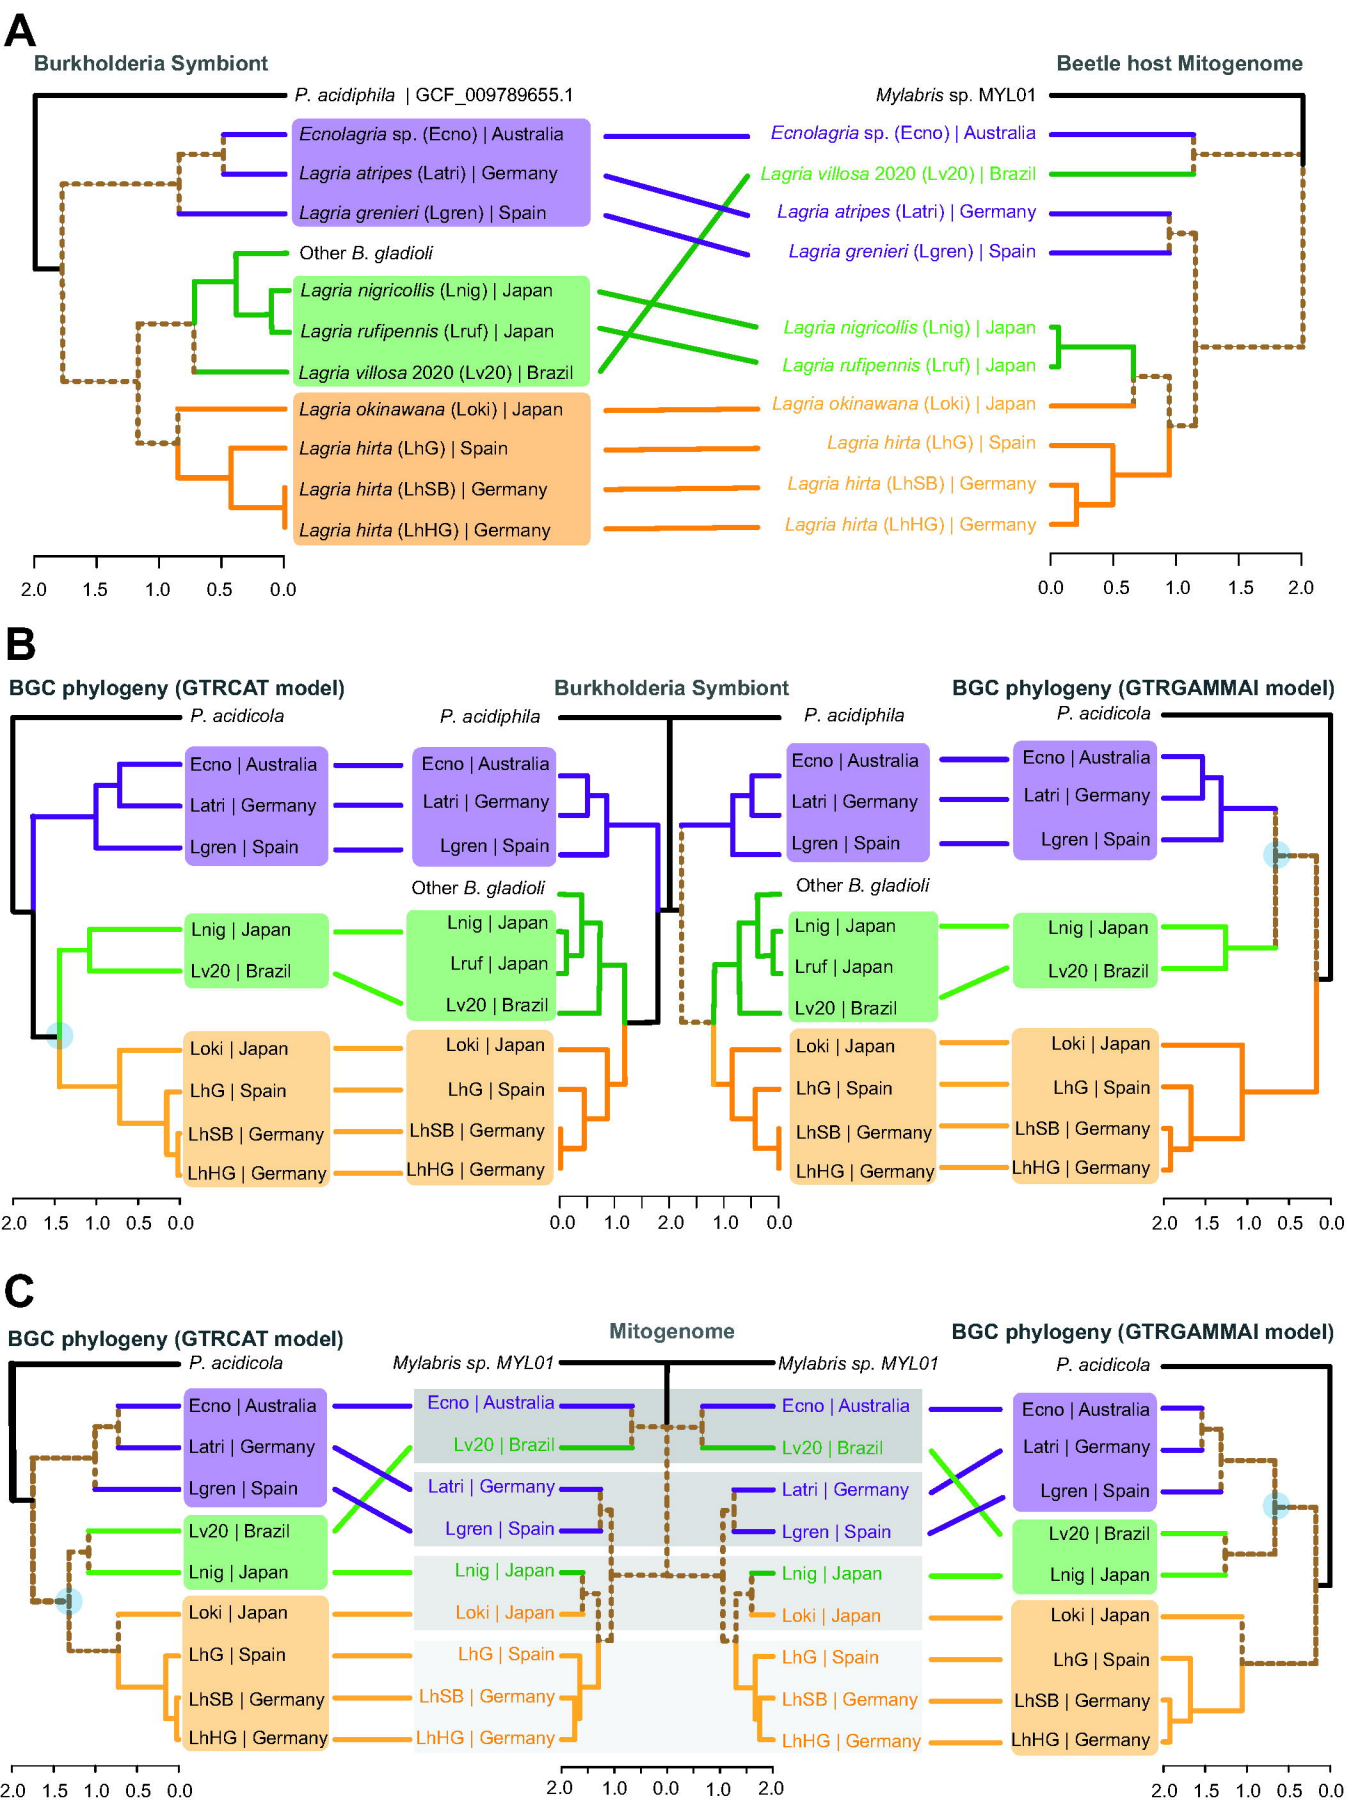 A
Burkholderia Symbiont
Beetle host Mitogenome
P. acidiphila | GCF_009789655.1
Mylabris sp. MYL01
Ecnolagria sp. (Ecno) | Australia
Ecnolagria sp. (Ecno) | Australia
Lagria atripes (Latri) | Germany
Lagria villosa 2020 (Lv20) | Brazil
Lagria grenieri (Lgren) | Spain
Lagria atripes (Latri) | Germany
Other B. gladioli
Lagria grenieri (Lgren) | Spain
Lagria nigricollis (Lnig) | Japan
Lagria nigricollis (Lnig) | Japan
Lagria rufipennis (Lruf) | Japan
Lagria rufipennis (Lruf) | Japan
Lagria villosa 2020 (Lv20) | Brazil
Lagria okinawana (Loki) | Japan
Lagria okinawana (Loki) | Japan
Lagria hirta (LhG) | Spain
Lagria hirta (LhG) | Spain
Lagria hirta (LhSB) | Germany
Lagria hirta (LhSB) | Germany
Lagria hirta (LhHG) | Germany
Lagria hirta (LhHG) | Germany
2.0 1.5 1.0 0.5 0.0
0.0 0.5 1.0 1.5 2.0
B
BGC phylogeny (GTRCAT model)
Burkholderia Symbiont
BGC phylogeny (GTRGAMMAI model)
P. acidicola
P. acidiphila
P. acidiphila
P. acidicola
Ecno | Australia
Ecno | Australia
Ecno | Australia
Ecno | Australia
Latri | Germany
Latri | Germany
Latri | Germany
Latri | Germany
Lgren | Spain
Lgren | Spain
Lgren | Spain
Lgren | Spain
Other B. gladioli
Other B. gladioli
Lnig | Japan
Lnig | Japan
Lnig | Japan
Lnig | Japan
Lv20 | Brazil
Lruf | Japan
Lruf | Japan
Lv20 | Brazil
Lv20 | Brazil
Lv20 | Brazil
Loki | Japan
Loki | Japan
Loki | Japan
Loki | Japan
LhG | Spain
LhG | Spain
LhG | Spain
LhG | Spain
LhSB | Germany
LhSB | Germany
LhSB | Germany
LhSB | Germany
LhHG | Germany
LhHG | Germany
LhHG | Germany
LhHG | Germany
2.0 1.5 1.0 0.5 0.0
0.0 1.0 2.0 1.0 0.0
2.0 1.5 1.0 0.5 0.0
C
BGC phylogeny (GTRCAT model)
Mitogenome
BGC phylogeny (GTRGAMMAI model)
P. acidicola
Mylabris sp. MYL01
Mylabris sp. MYL01
P. acidicola
Ecno | Australia
Ecno | Australia
Ecno | Australia
Ecno | Australia
Latri | Germany
Lv20 | Brazil
Lv20 | Brazil
Latri | Germany
Lgren | Spain
Latri | Germany
Latri | Germany
Lgren | Spain
Lv20 | Brazil
Lgren | Spain
Lgren | Spain
Lv20 | Brazil
Lnig | Japan
Lnig | Japan
Lnig | Japan
Lnig | Japan
Loki | Japan
Loki | Japan
Loki | Japan
Loki | Japan
LhG | Spain
LhG | Spain
LhG | Spain
LhG | Spain
LhSB | Germany
LhSB | Germany
LhSB | Germany
LhSB | Germany
LhHG | Germany
LhHG | Germany
LhHG | Germany
LhHG | Germany
2.0 1.5 1.0 0.5 0.0
2.0 1.0 0.0 1.0 2.0
2.0 1.5 1.0 0.5 0.0